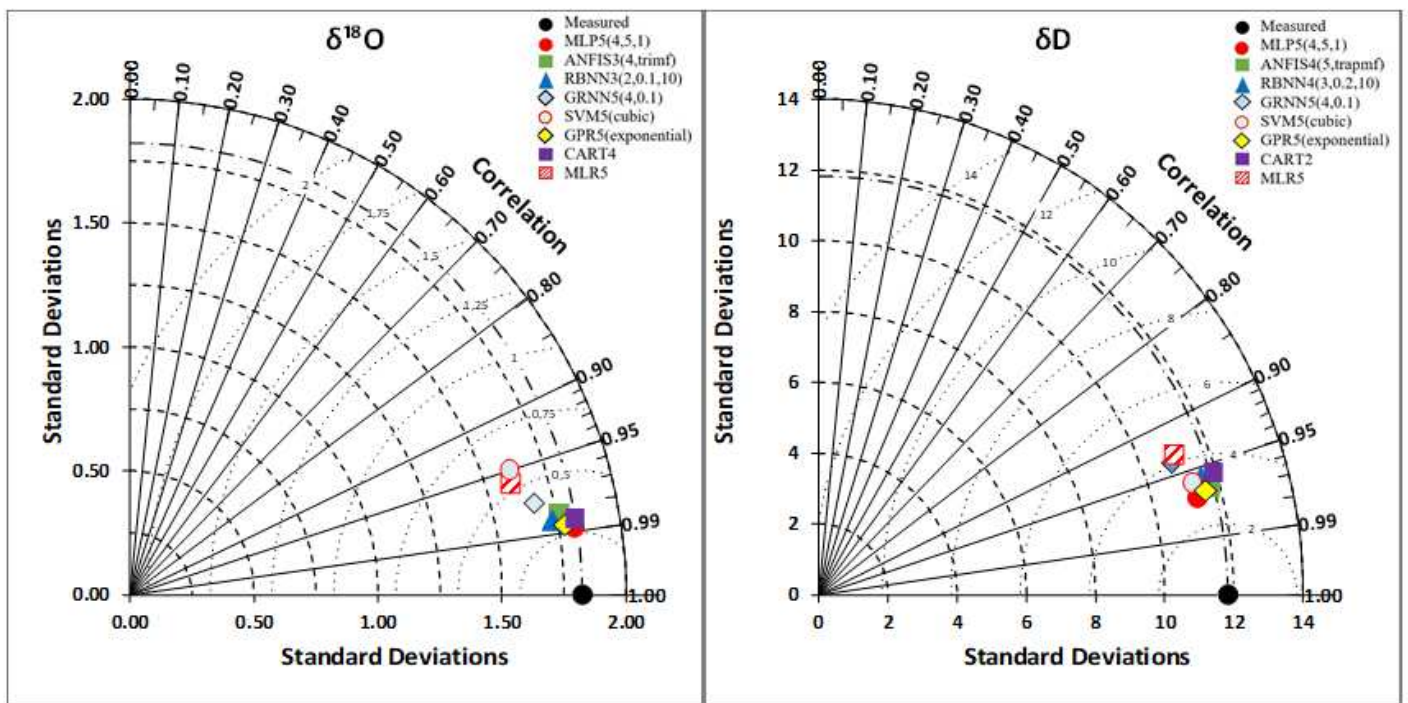 δ¹⁸O
Measured
MLP5(4,5,1)
ANFIS3(4,trimf)
RBNN3(2,0.1,10)
GRNN5(4,0.1)
SVM5(cubic)
GPR5(exponential)
CART4
MLR5
0.00
0.10
0.20
0.30
0.40
0.50
0.60
0.70
0.80
0.90
0.95
0.99
1.00
Correlation
2
1,75
1,5
1,25
1
0,75
0,5
2.00
1.50
1.00
0.50
0.00
Standard Deviations
0.00
0.50
1.00
1.50
2.00
Standard Deviations
δD
Measured
MLP5(4,5,1)
ANFIS4(5,trapmf)
RBNN4(3,0.2,10)
GRNN5(4,0.1)
SVM5(cubic)
GPR5(exponential)
CART2
MLR5
0.00
0.10
0.20
0.30
0.40
0.50
0.60
0.70
0.80
0.90
0.95
0.99
1.00
Correlation
14
12
10
8
6
4
2
14
12
10
8
6
4
2
0
Standard Deviations
0
2
4
6
8
10
12
14
Standard Deviations